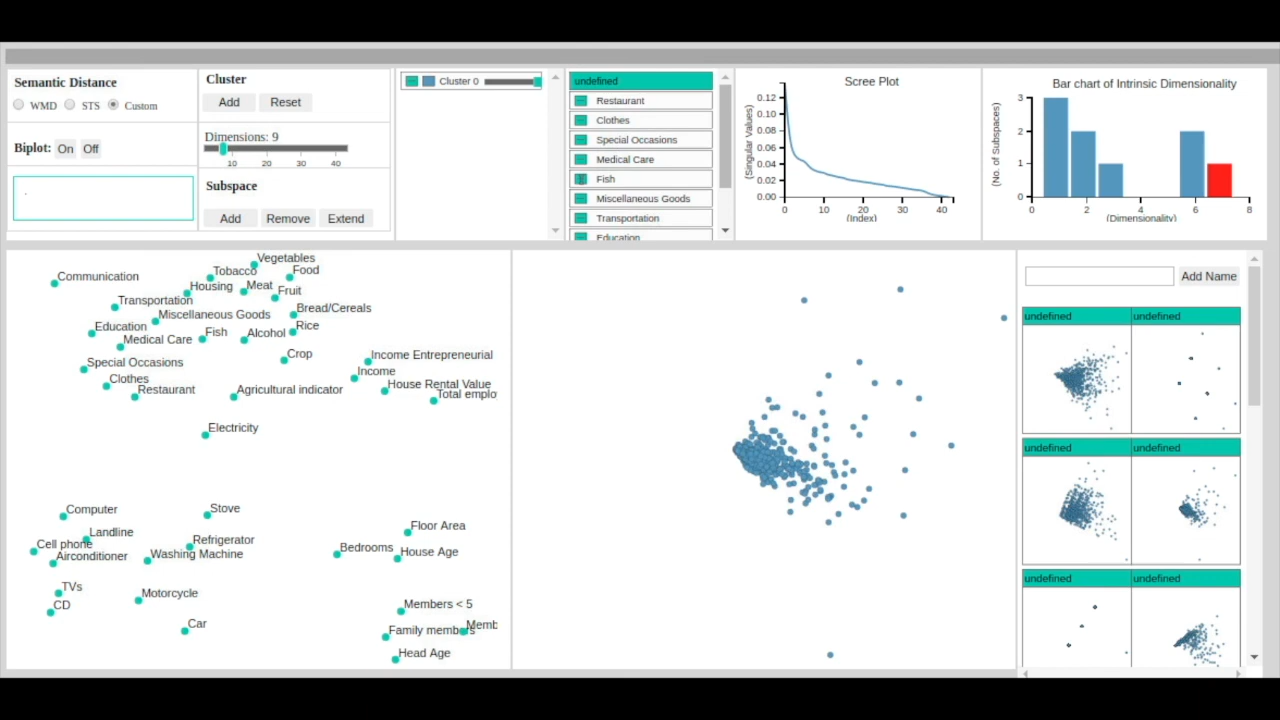 Semantic Distance
WMD STS Custom
Biplot: On Off
Cluster
Add Reset
Dimensions: 9
10 20 30 40
Subspace
Add Remove Extend
Cluster 0
undefined
Restaurant
Clothes
Special Occasions
Medical Care
Fish
Miscellaneous Goods
Transportation
Education
Scree Plot
(Singular Values)
0.12
0.10
0.08
0.06
0.04
0.02
0.00
0 10 20 30 40
(Index)
Bar chart of Intrinsic Dimensionality
(No. of Subspaces)
3
2
1
0
0 2 4 6 8
(Dimensionality)
Vegetables
Communication
Tobacco
Food
Housing
Meat
Fruit
Transportation
Miscellaneous Goods
Bread/Cereals
Education
Fish
Alcohol
Rice
Medical Care
Crop
Income Entrepreneurial
Special Occasions
Income
Clothes
House Rental Value
Restaurant
Agricultural indicator
Total emplo
Electricity
Computer
Stove
Landline
Floor Area
Cell phone
Refrigerator
Airconditioner
Washing Machine
Bedrooms
House Age
TVs
Motorcycle
CD
Members < 5
Car
Family members
Memb
Head Age
Add Name
undefined undefined
undefined undefined
undefined undefined